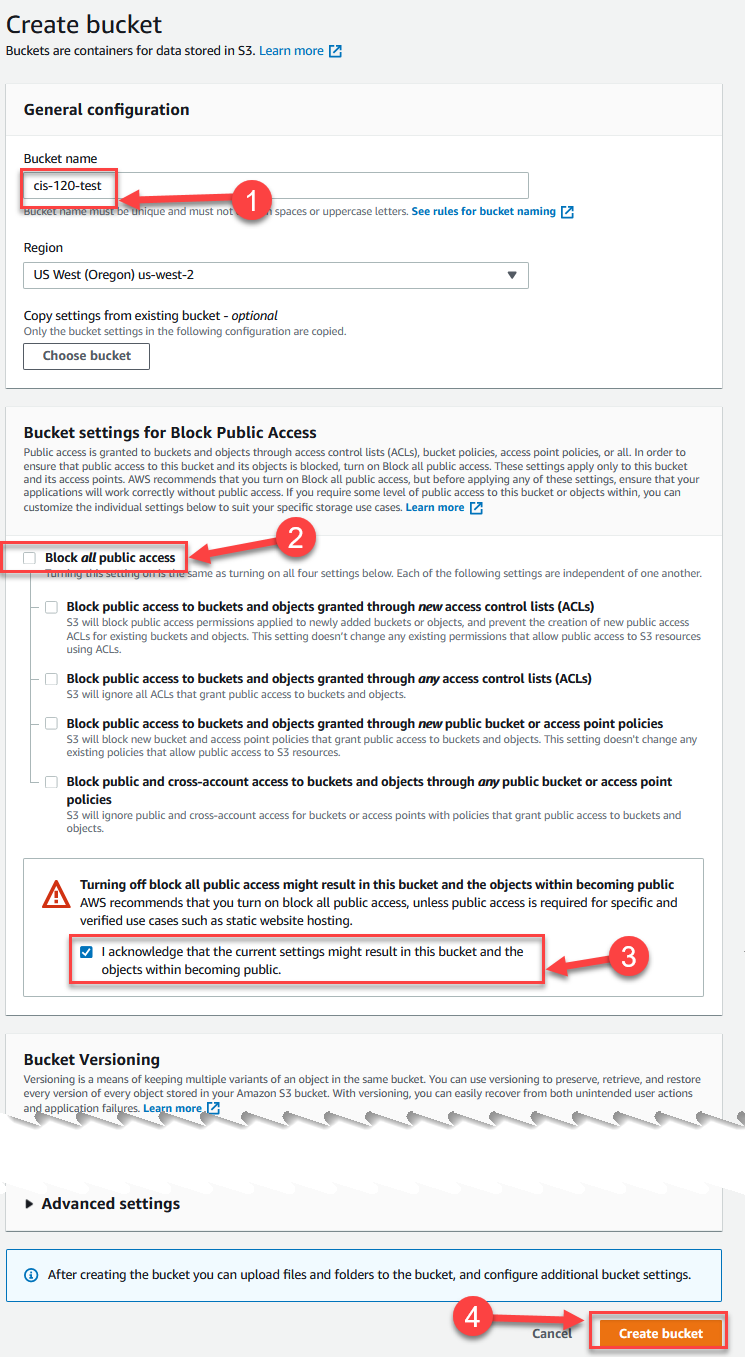 Create bucket
Buckets are containers for data stored in S3. Learn more
General configuration
Bucket name
cis-120-test
1
Bucket name must be unique and must not spaces or uppercase letters. See rules for bucket naming
Region
US West (Oregon) us-west-2
Copy settings from existing bucket - optional
Only the bucket settings in the following configuration are copied.
Choose bucket
Bucket settings for Block Public Access
Public access is granted to buckets and objects through access control lists (ACLs), bucket policies, access point policies, or all. In order to
ensure that public access to this bucket and its objects is blocked, turn on Block all public access. These settings apply only to this bucket
and its access points. AWS recommends that you turn on Block all public access, but before applying any of these settings, ensure that your
applications will work correctly without public access. If you require some level of public access to this bucket or objects within, you can
customize the individual settings below to suit your specific storage use cases. Learn more
2
Block all public access
Turning this setting on is the same as turning on all four settings below. Each of the following settings are independent of one another.
Block public access to buckets and objects granted through new access control lists (ACLs)
S3 will block public access permissions applied to newly added buckets or objects, and prevent the creation of new public access
ACLs for existing buckets and objects. This setting doesn't change any existing permissions that allow public access to S3 resources
using ACLs.
Block public access to buckets and objects granted through any access control lists (ACLs)
S3 will ignore all ACLs that grant public access to buckets and objects.
Block public access to buckets and objects granted through new public bucket or access point policies
S3 will block new bucket and access point policies that grant public access to buckets and objects. This setting doesn't change any
existing policies that allow public access to S3 resources.
Block public and cross-account access to buckets and objects through any public bucket or access point
policies
S3 will ignore public and cross-account access for buckets or access points with policies that grant public access to buckets and
objects.
Turning off block all public access might result in this bucket and the objects within becoming public
AWS recommends that you turn on block all public access, unless public access is required for specific and
verified use cases such as static website hosting.
I acknowledge that the current settings might result in this bucket and the
objects within becoming public.
3
Bucket Versioning
Versioning is a means of keeping multiple variants of an object in the same bucket. You can use versioning to preserve, retrieve, and restore
every version of every object stored in your Amazon S3 bucket. With versioning, you can easily recover from both unintended user actions
and application failures. Learn more
Advanced settings
After creating the bucket you can upload files and folders to the bucket, and configure additional bucket settings.
4
Cancel
Create bucket